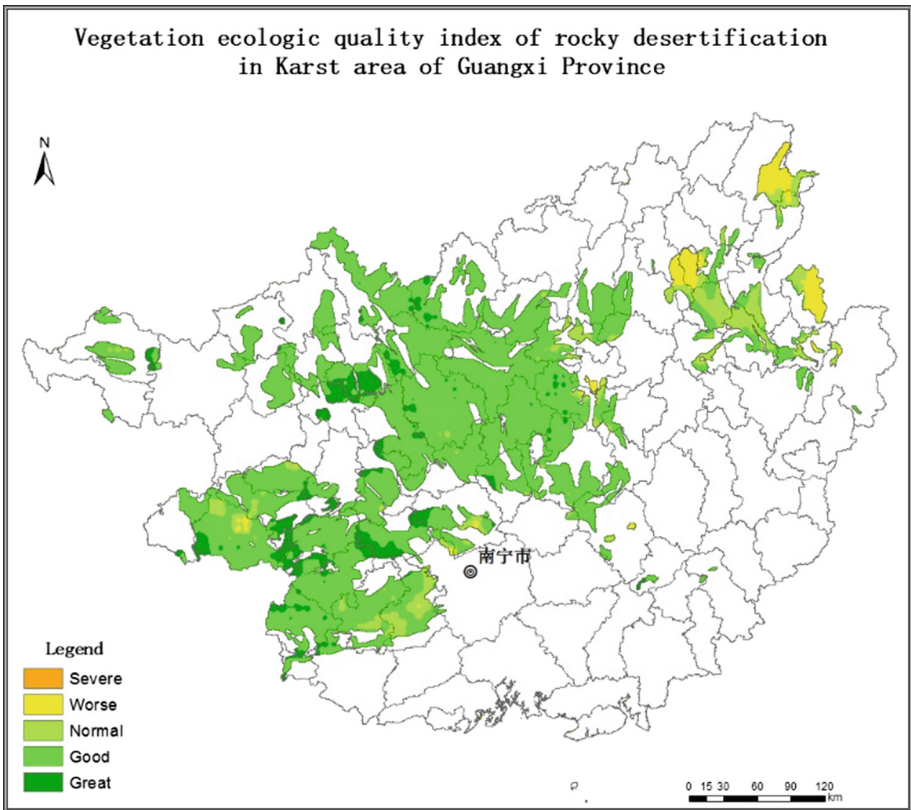 Vegetation ecologic quality index of rocky desertification
in Karst area of Guangxi Province
N
南宁市
Legend
Severe
Worse
Normal
Good
Great
0 15 30 60 90 120
km